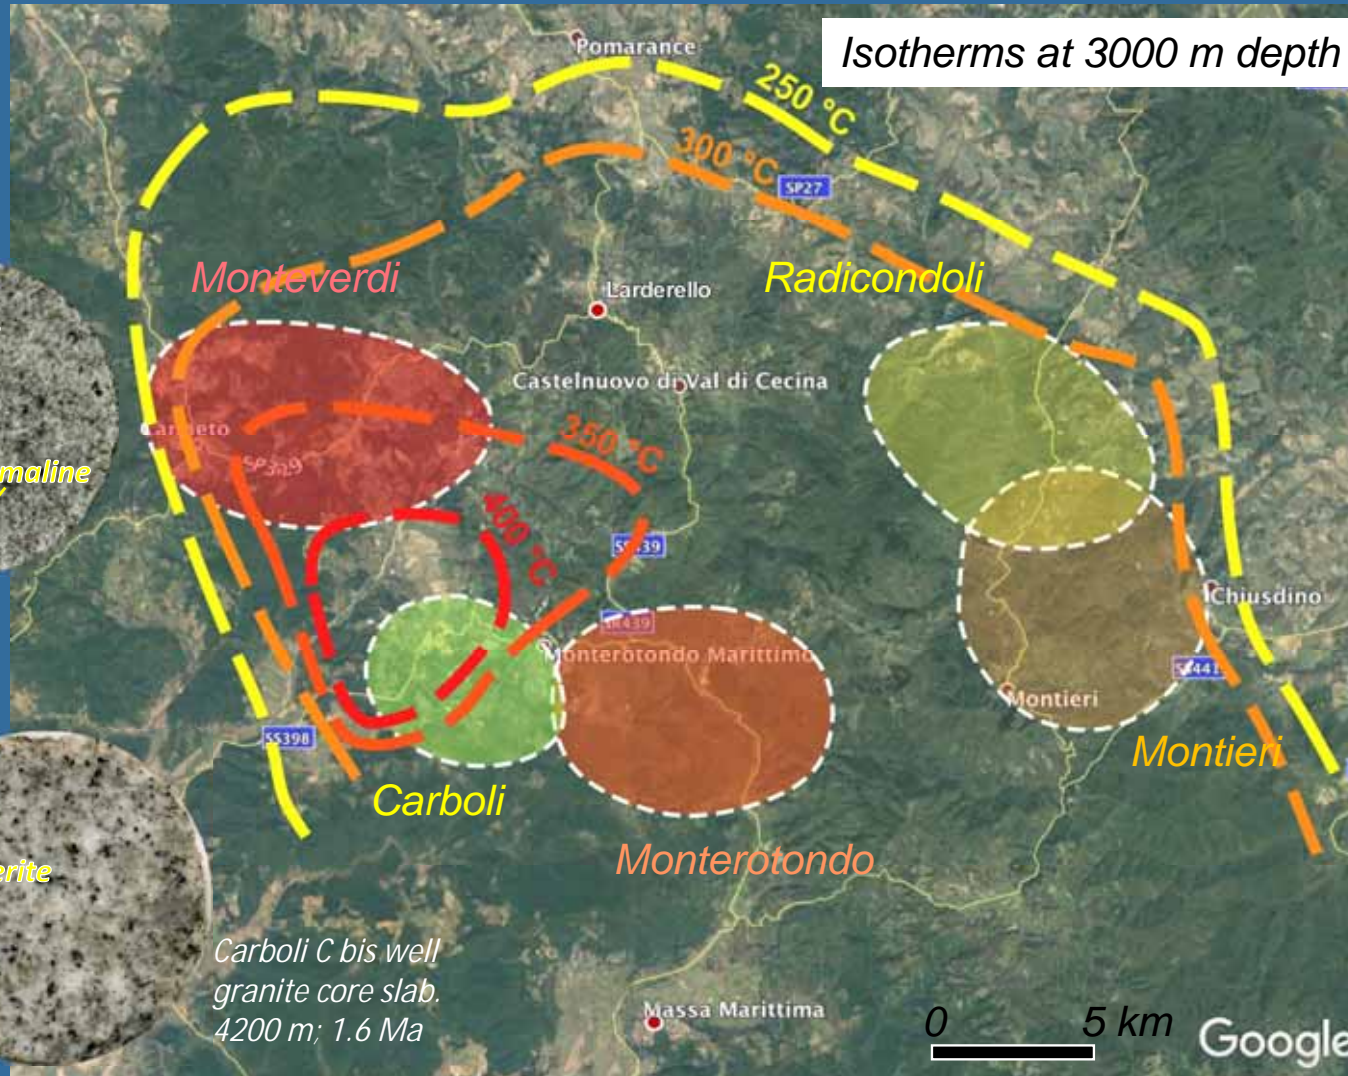 Isotherms at 3000 m depth
Pomarance
250 °C
300 °C
SP27
Monteverdi
Radicondoli
Larderello
Castelnuovo di Val di Cecina
350 °C
SP329
maline
400 °C
Chiusdino
Monterotondo Marittimo
SS441
Montieri
SS398
Montieri
Carboli
Monterotondo
erite
Carboli C bis well
granite core slab.
4200 m; 1.6 Ma
Massa Marittima
0 5 km
Google